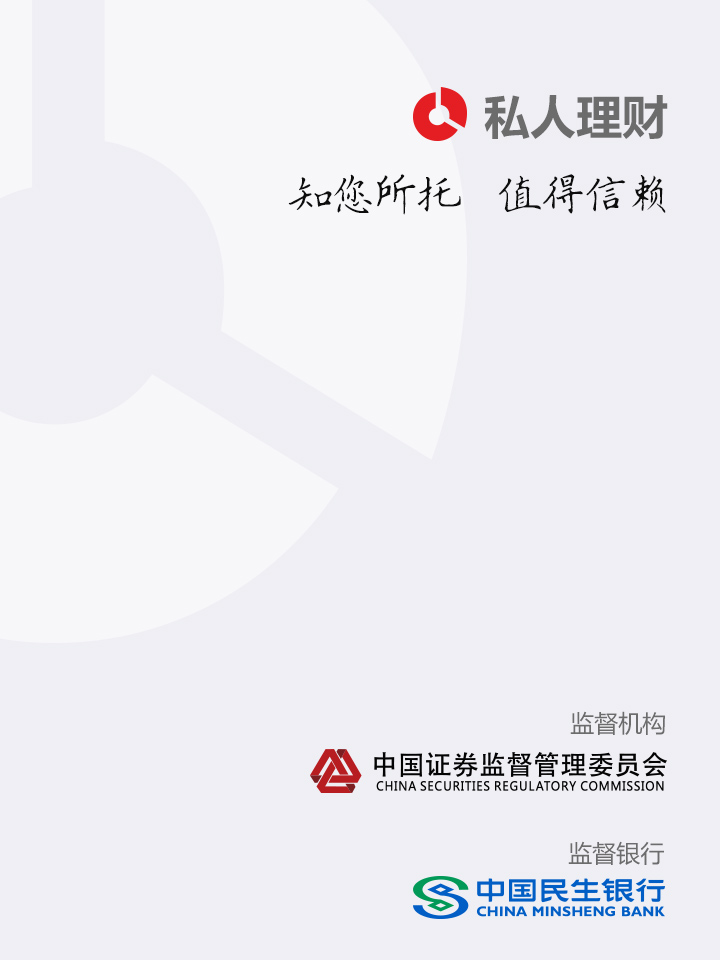 私人理财
知您所托 值得信赖
监督机构
中国证券监督管理委员会
CHINA SECURITIES REGULATORY COMMISSION
监督银行
中国民生银行
CHINA MINSHENG BANK